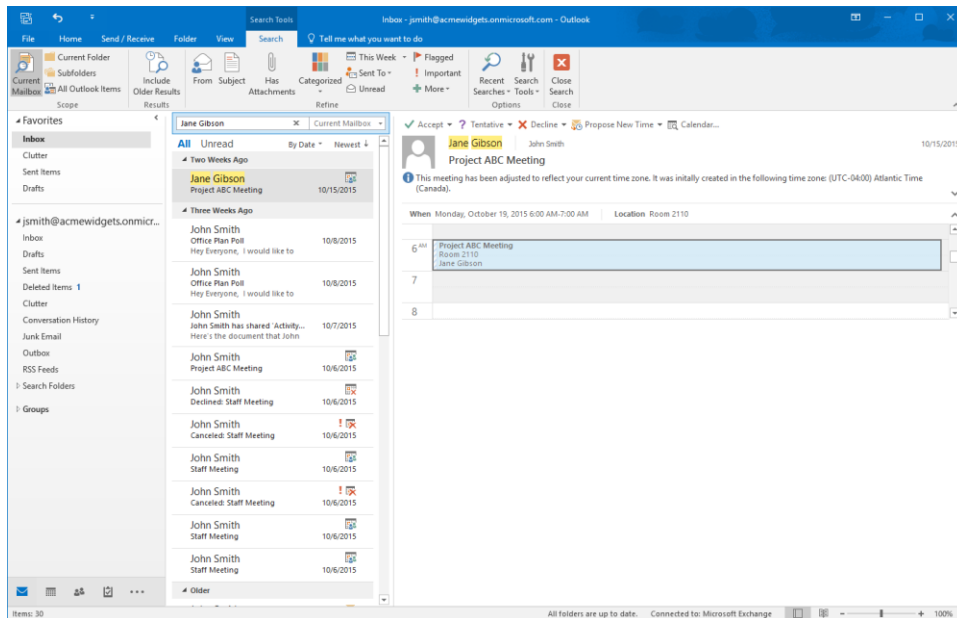 Search Tools
Inbox - jsmith@acmewidgets.onmicrosoft.com - Outlook
File Home Send / Receive Folder View Search Tell me what you want to do
Current Mailbox
Current Folder
Subfolders
All Outlook Items
Scope
Include Older Results
Results
From
Subject
Has Attachments
Categorized
This Week
Sent To
Unread
Flagged
Important
More
Refine
Recent Searches
Search Tools
Options
Close Search
Close
Favorites
Inbox
Clutter
Sent Items
Drafts
jsmith@acmewidgets.onmicr...
Inbox
Drafts
Sent Items
Deleted Items 1
Clutter
Conversation History
Junk Email
Outbox
RSS Feeds
Search Folders
Groups
Jane Gibson Current Mailbox
All Unread By Date Newest
Two Weeks Ago
Jane Gibson
Project ABC Meeting 10/15/2015
Three Weeks Ago
John Smith
Office Plan Poll 10/8/2015
Hey Everyone, I would like to
John Smith
Office Plan Poll 10/8/2015
Hey Everyone, I would like to
John Smith
John Smith has shared 'Activity... 10/7/2015
Here's the document that John
John Smith
Project ABC Meeting 10/6/2015
John Smith
Declined: Staff Meeting 10/6/2015
John Smith
Canceled: Staff Meeting 10/6/2015
John Smith
Staff Meeting 10/6/2015
John Smith
Canceled: Staff Meeting 10/6/2015
John Smith
Staff Meeting 10/6/2015
John Smith
Staff Meeting 10/6/2015
Older
Accept ? Tentative Decline Propose New Time Calendar...
Jane Gibson John Smith 10/15/2015
Project ABC Meeting
This meeting has been adjusted to reflect your current time zone. It was initally created in the following time zone: (UTC-04:00) Atlantic Time
(Canada).
When Monday, October 19, 2015 6:00 AM-7:00 AM Location Room 2110
6 AM Project ABC Meeting
Room 2110
Jane Gibson
7
8
Items: 30
All folders are up to date. Connected to: Microsoft Exchange 100%